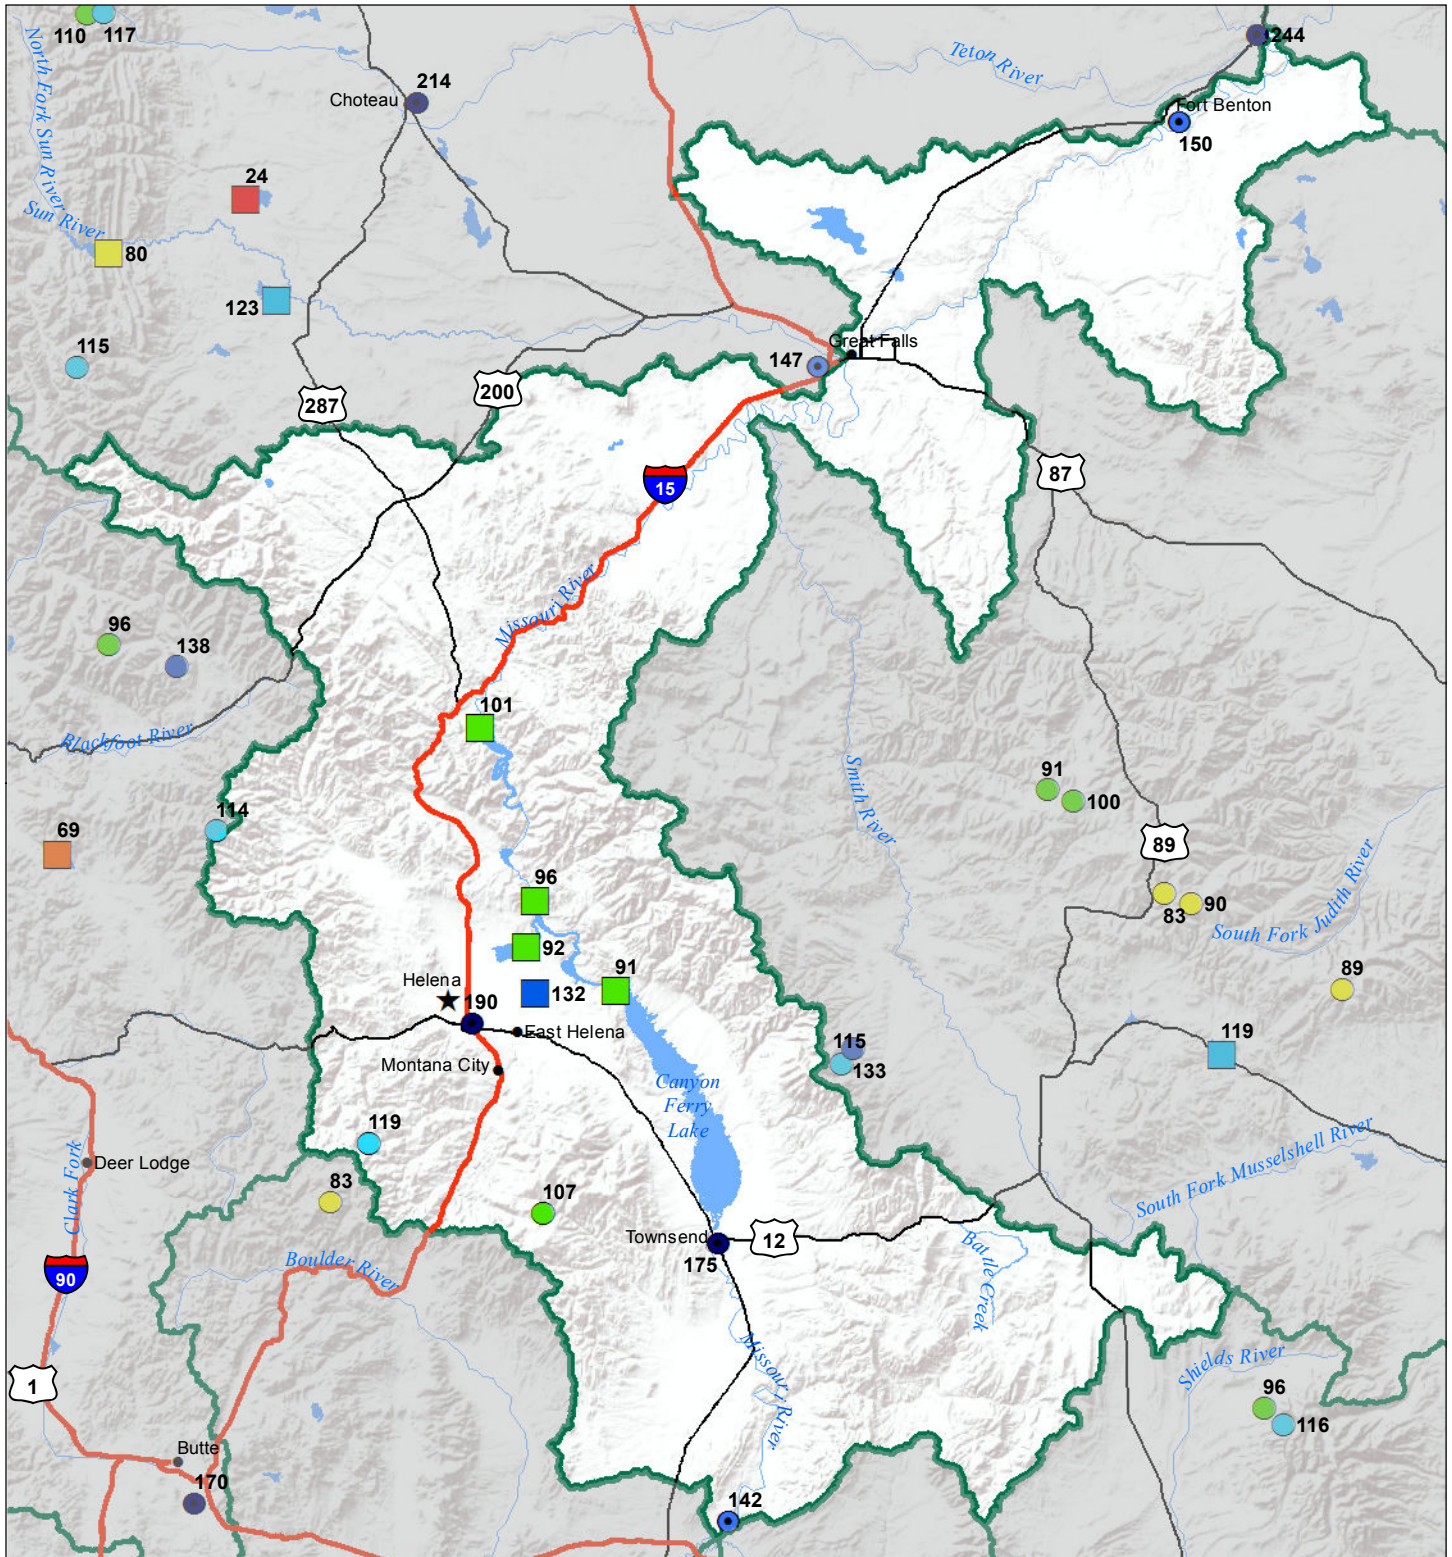 110
117
North Fork Sun River
Teton River
244
214
Choteau
Fort Benton
150
24
Sun River
80
123
115
147
Great Falls
287
200
87
15
Missouri River
96
138
101
Blackfoot River
Smith River
91
100
114
69
89
96
83
90
South Fork Judith River
92
91
89
Helena
190
132
East Helena
115
133
119
Montana City
Canyon
Ferry
Lake
119
Clark Fork
Deer Lodge
South Fork Musselshell River
83
107
Townsend
12
175
Battle Creek
Boulder River
90
Missouri River
Shields River
1
96
116
Butte
170
142